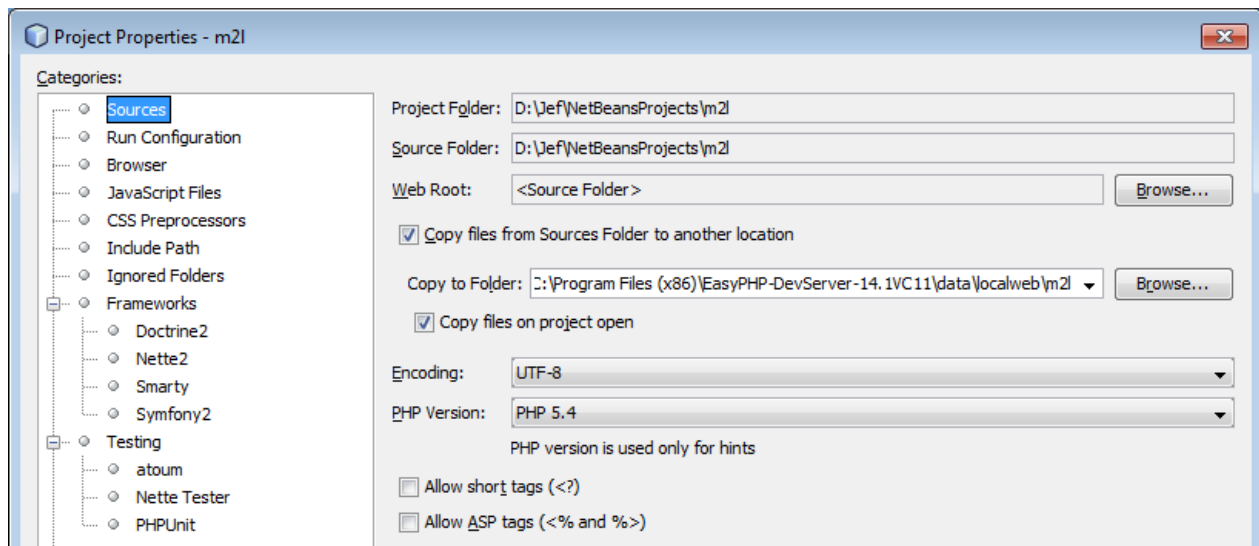 Project Properties - m2l
Categories:
Sources
Run Configuration
Browser
JavaScript Files
CSS Preprocessors
Include Path
Ignored Folders
Frameworks
Doctrine2
Nette2
Smarty
Symfony2
Testing
atoum
Nette Tester
PHPUnit
Project Folder: D:\Jef\NetBeansProjects\m2l
Source Folder: D:\Jef\NetBeansProjects\m2l
Web Root: <Source Folder> Browse...
Copy files from Sources Folder to another location
Copy to Folder: C:\Program Files (x86)\EasyPHP-DevServer-14.1VC11\data\localweb\m2l Browse...
Copy files on project open
Encoding: UTF-8
PHP Version: PHP 5.4
PHP version is used only for hints
Allow short tags (<?)
Allow ASP tags (<% and %>)